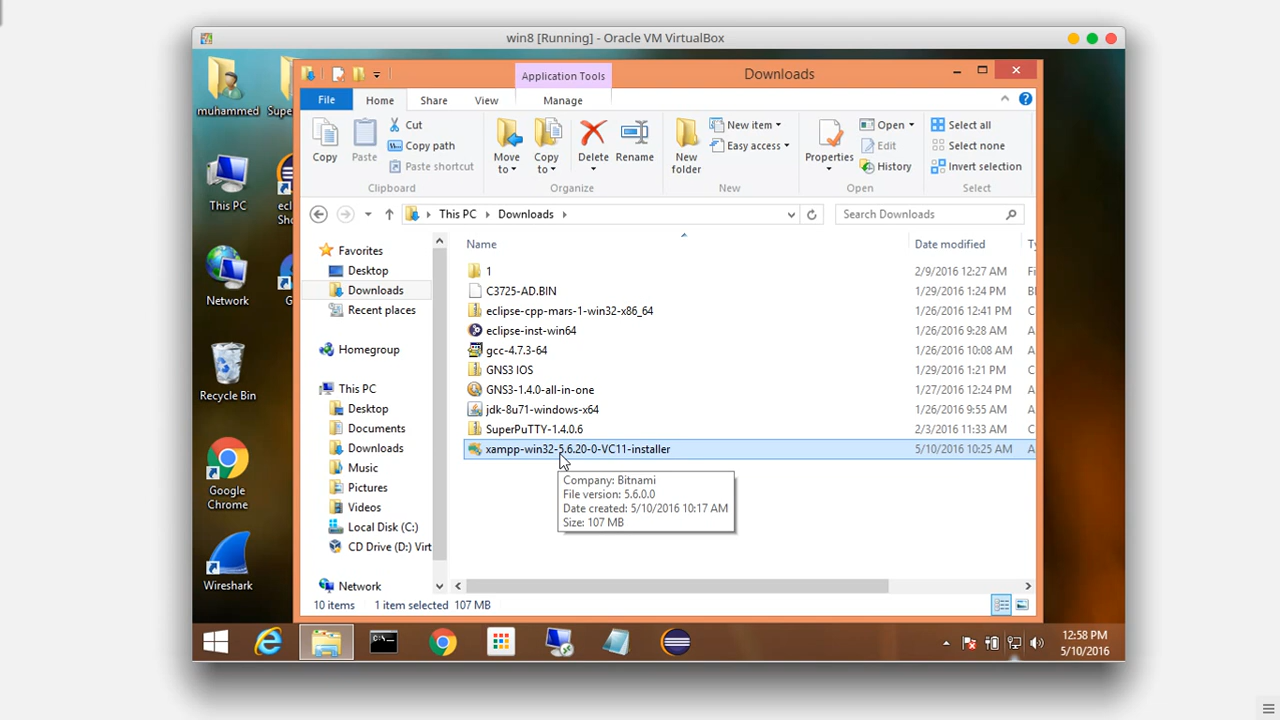 win8 [Running] - Oracle VM VirtualBox
Application Tools
Downloads
File
Home
Share
View
Manage
Copy
Paste
Cut
Copy path
Paste shortcut
Clipboard
Move to
Copy to
Delete
Rename
Organize
New folder
New item
Easy access
New
Properties
Open
Edit
History
Open
Select all
Select none
Invert selection
Select
This PC
Downloads
Search Downloads
Favorites
Desktop
Downloads
Recent places
Homegroup
This PC
Desktop
Documents
Downloads
Music
Pictures
Videos
Local Disk (C:)
CD Drive (D:) Virt
Network
Name Date modified Ty
1 2/9/2016 12:27 AM Fi
C3725-AD.BIN 1/29/2016 1:24 PM BI
eclipse-cpp-mars-1-win32-x86_64 1/26/2016 12:41 PM C
eclipse-inst-win64 1/26/2016 9:28 AM A
gcc-4.7.3-64 1/26/2016 10:08 AM A
GNS3 IOS 1/29/2016 1:21 PM C
GNS3-1.4.0-all-in-one 1/27/2016 12:24 PM A
jdk-8u71-windows-x64 1/26/2016 9:55 AM A
SuperPuTTY-1.4.0.6 2/3/2016 11:33 AM C
xampp-win32-5.6.20-0-VC11-installer 5/10/2016 10:25 AM A
Company: Bitnami
File version: 5.6.0.0
Date created: 5/10/2016 10:17 AM
Size: 107 MB
10 items 1 item selected 107 MB
muhammed
Supe
This PC
ecl
Sho
Network
G
Recycle Bin
Google Chrome
Wireshark
12:58 PM
5/10/2016